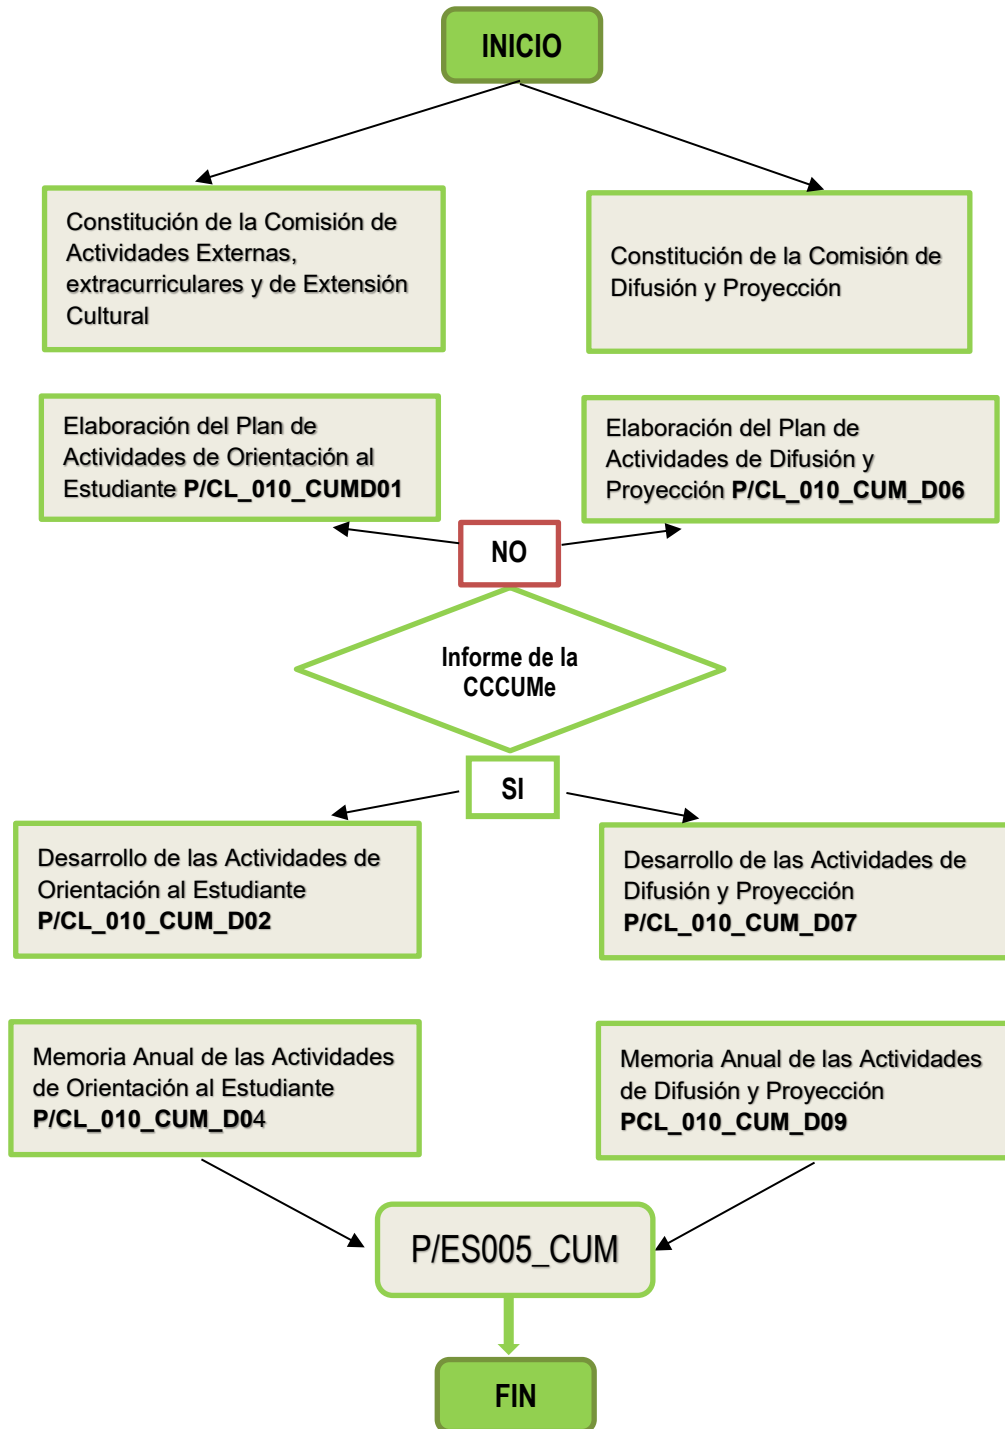 INICIO
Constitución de la Comisión de
Actividades Externas,
extracurriculares y de Extensión
Cultural
Constitución de la Comisión de
Difusión y Proyección
Elaboración del Plan de
Actividades de Orientación al
Estudiante P/CL_010_CUMD01
Elaboración del Plan de
Actividades de Difusión y
Proyección P/CL_010_CUM_D06
NO
Informe de la
CCCUMe
SI
Desarrollo de las Actividades de
Orientación al Estudiante
P/CL_010_CUM_D02
Desarrollo de las Actividades de
Difusión y Proyección
P/CL_010_CUM_D07
Memoria Anual de las Actividades
de Orientación al Estudiante
P/CL_010_CUM_D04
Memoria Anual de las Actividades
de Difusión y Proyección
PCL_010_CUM_D09
P/ES005_CUM
FIN